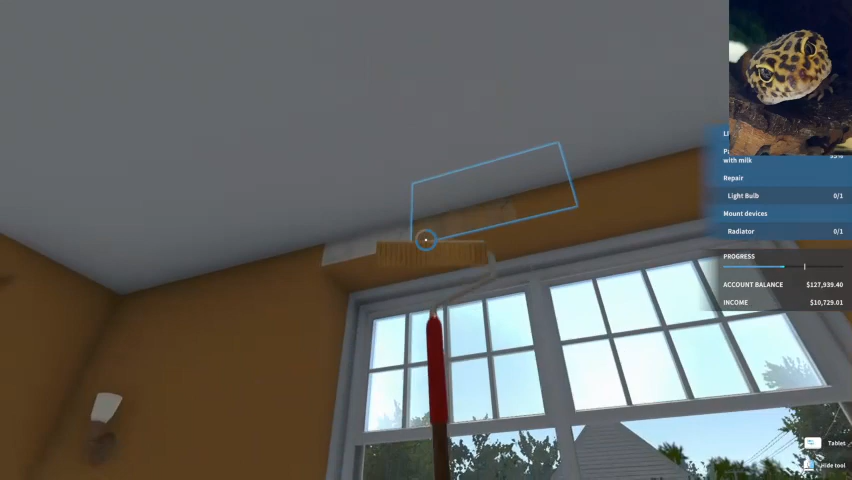 with milk
Repair
Light Bulb 0/1
Mount devices
Radiator 0/1
PROGRESS
ACCOUNT BALANCE $127,939.40
INCOME $10,729.01
Tablet
Hide tool